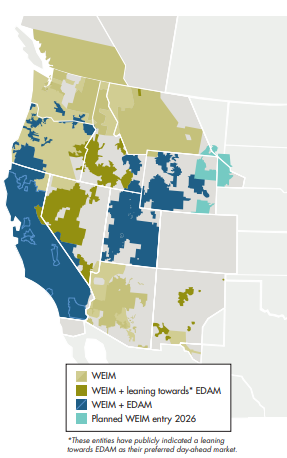 WEIM
WEIM + leaning towards* EDAM
WEIM + EDAM
Planned WEIM entry 2026
*These entities have publicly indicated a leaning
towards EDAM as their preferred day-ahead market.